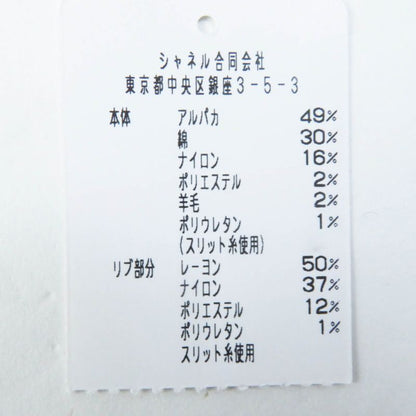 シャネル合同会社
東京都中央区銀座3-5-3
本体 アルパカ 49%
綿 30%
ナイロン 16%
ポリエステル 2%
羊毛 2%
ポリウレタン 1%
(スリット糸使用)
リブ部分 レーヨン 50%
ナイロン 37%
ポリエステル 12%
ポリウレタン 1%
スリット糸使用